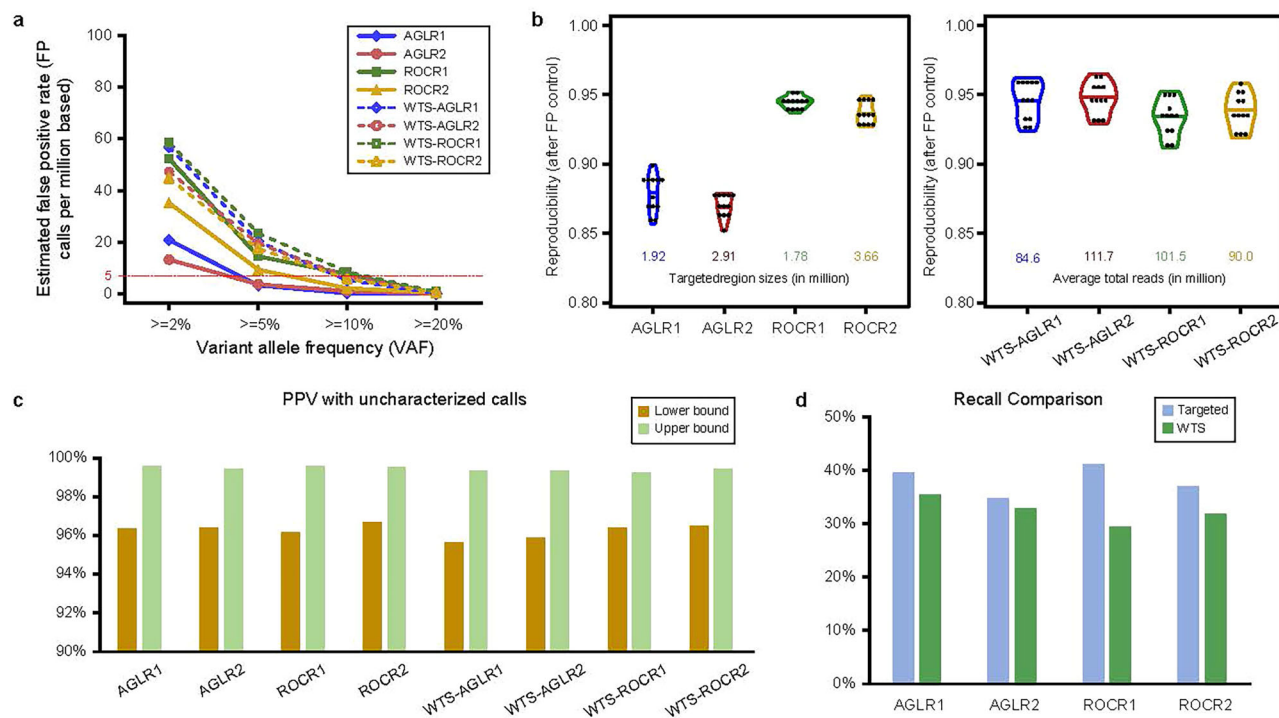 a
Estimated false positive rate (FP
calls per million based)
100
80
60
40
20
5
0
>=2%
>=5%
>=10%
>=20%
Variant allele frequency (VAF)
AGLR1
AGLR2
ROCR1
ROCR2
WTS-AGLR1
WTS-AGLR2
WTS-ROCR1
WTS-ROCR2
b
Reproducibility (after FP control)
1.00
0.95
0.90
0.85
0.80
1.92
2.91
1.78
3.66
Targetedregion sizes (in million)
AGLR1
AGLR2
ROCR1
ROCR2
Reproducibility (after FP control)
1.00
0.95
0.90
0.85
0.80
84.6
111.7
101.5
90.0
Average total reads (in million)
WTS-AGLR1
WTS-AGLR2
WTS-ROCR1
WTS-ROCR2
c
PPV with uncharacterized calls
Lower bound
Upper bound
100%
98%
96%
94%
92%
90%
AGLR1
AGLR2
ROCR1
ROCR2
WTS-AGLR1
WTS-AGLR2
WTS-ROCR1
WTS-ROCR2
d
Recall Comparison
Targeted
WTS
50%
40%
30%
20%
10%
0%
AGLR1
AGLR2
ROCR1
ROCR2